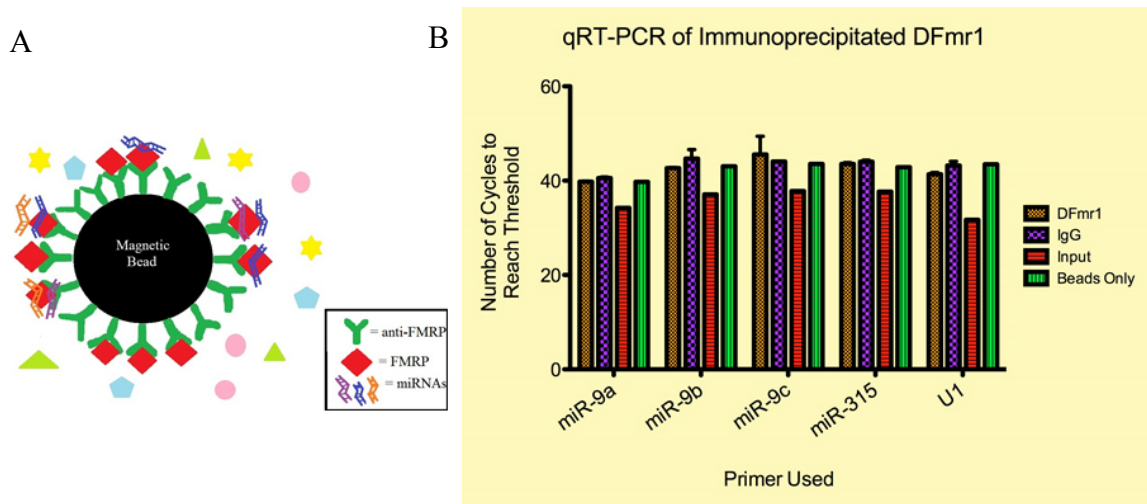 A
Magnetic
Bead
= anti-FMRP
= FMRP
= miRNAs
B
qRT-PCR of Immunoprecipitated DFmr1
Number of Cycles to
Reach Threshold
60
40
20
0
miR-9a
miR-9b
miR-9c
miR-315
U1
Primer Used
DFmr1
IgG
Input
Beads Only